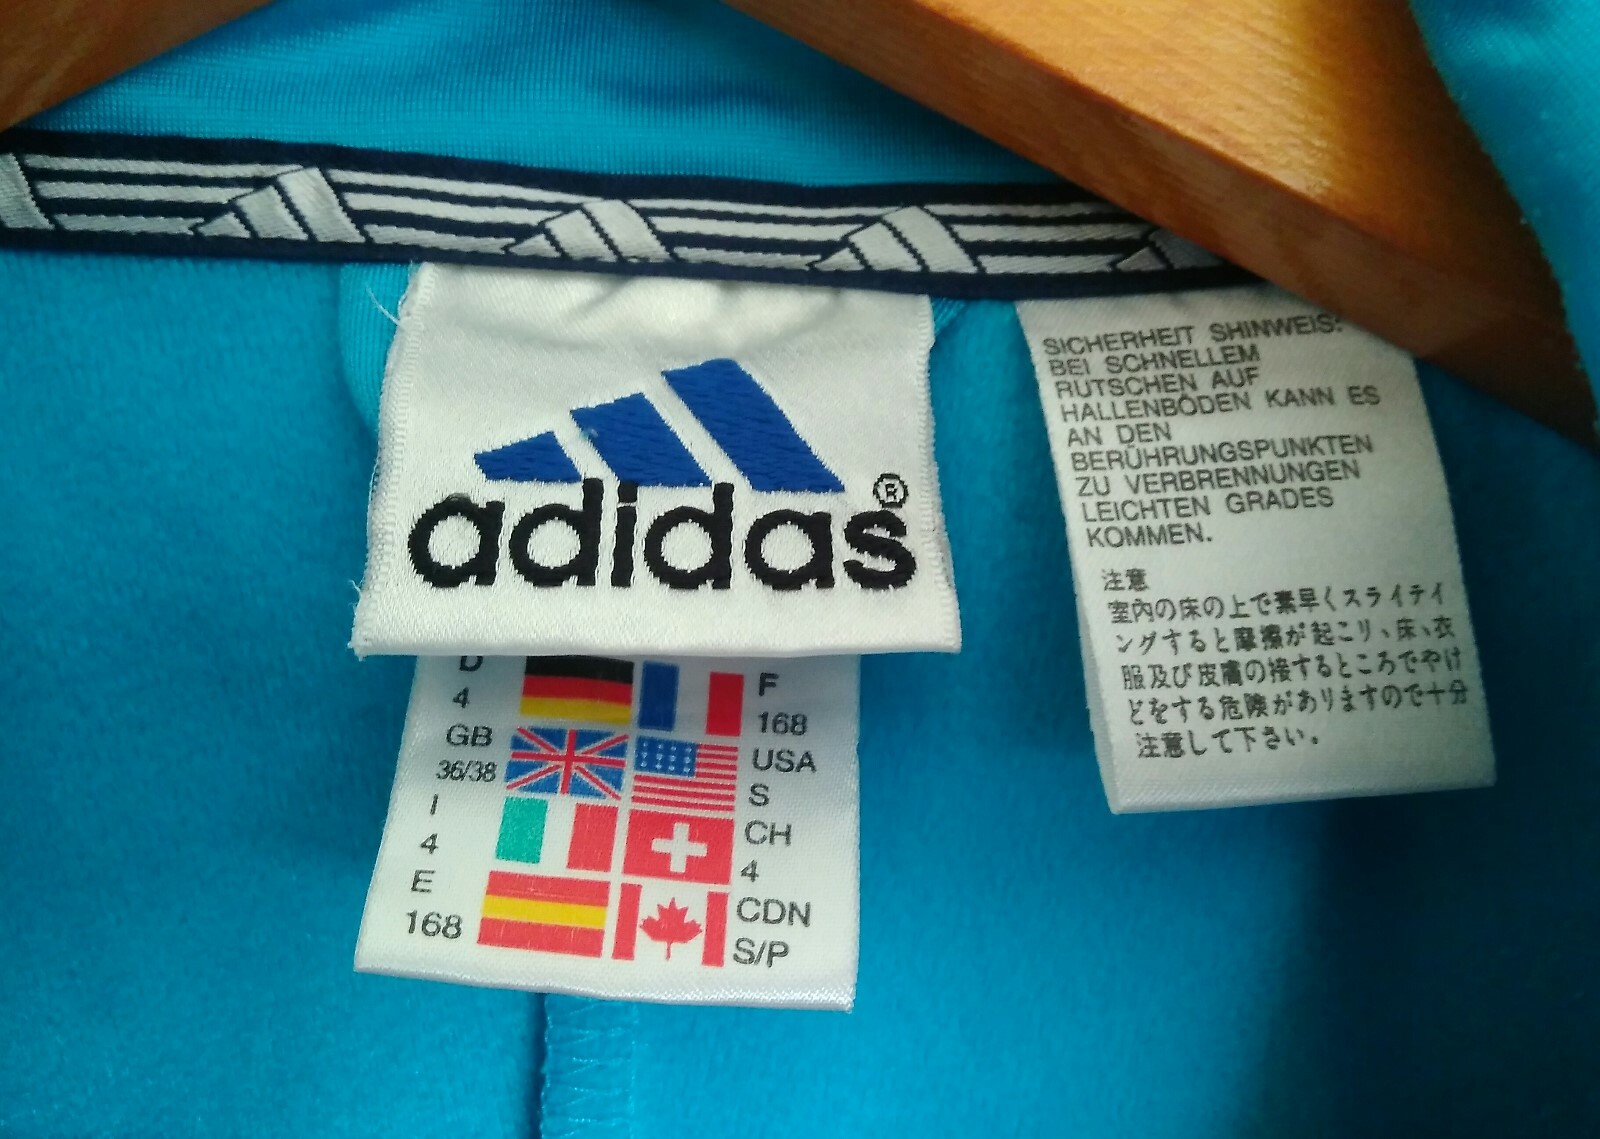 adidas®
D
4
F
168
GB
36/38
USA
S
I
4
CH
4
E
168
CDN
S/P
SICHERHEIT SHINWEIS:
BEI SCHNELLEM
RUTSCHEN AUF
HALLENBÖDEN KANN ES
AN DEN
BERÜHRUNGSPUNKTEN
ZU VERBRENNUNGEN
LEICHTEN GRADES
KOMMEN.
注意
室内の床の上で素早くスライデイ
ングすると摩擦が起こり、床、衣
服及び皮膚の接するところでやけ
どをする危険がありますので十分
注意して下さい。